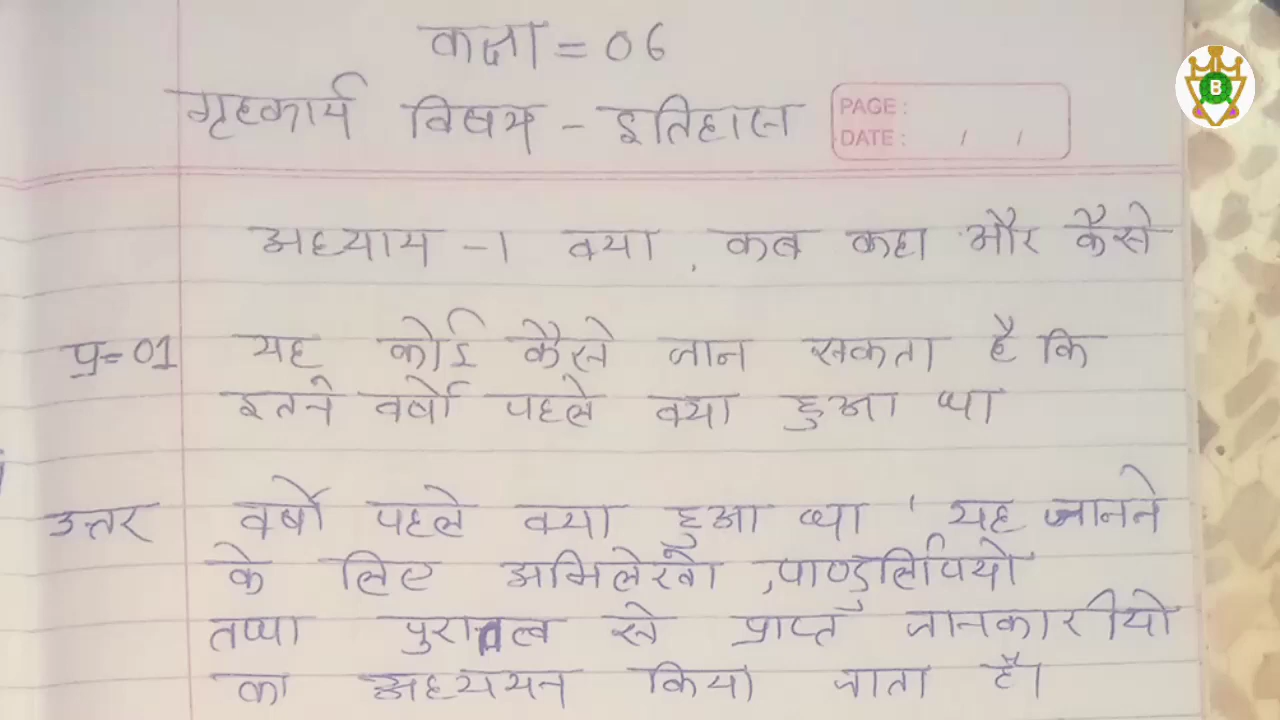 कक्षा = 06
गृहकार्य विषय - इतिहास
PAGE :
DATE : / /
अध्याय -1 क्या, कब कहा और कैसे
प्र=01 यह कोई कैसे जान सकता है कि
इतने वर्षो पहले क्या हुआ था
उत्तर वर्षो पहले क्या हुआ था ' यह जानने
के लिए अभिलेखो ,पाण्डुलिपियो
तथा पुरातत्व से प्राप्त जानकारीयो
का अध्ययन किया जाता है।
B